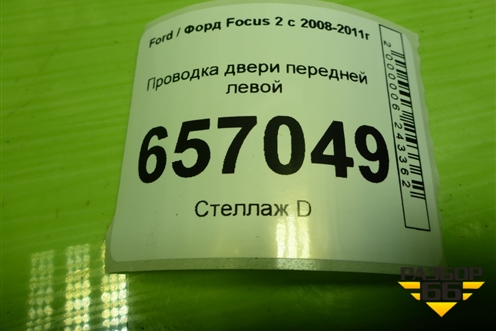 Ford / Форд Focus 2 с 2008-2011г
Проводка двери передней
левой
657049
Стеллаж D
2000006243362
РАЗБОР
66